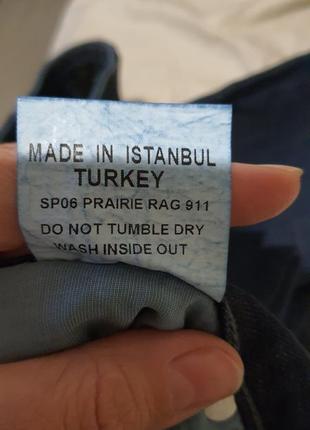 MADE IN ISTANBUL
TURKEY
SP06 PRAIRIE RAG 911
DO NOT TUMBLE DRY
WASH INSIDE OUT